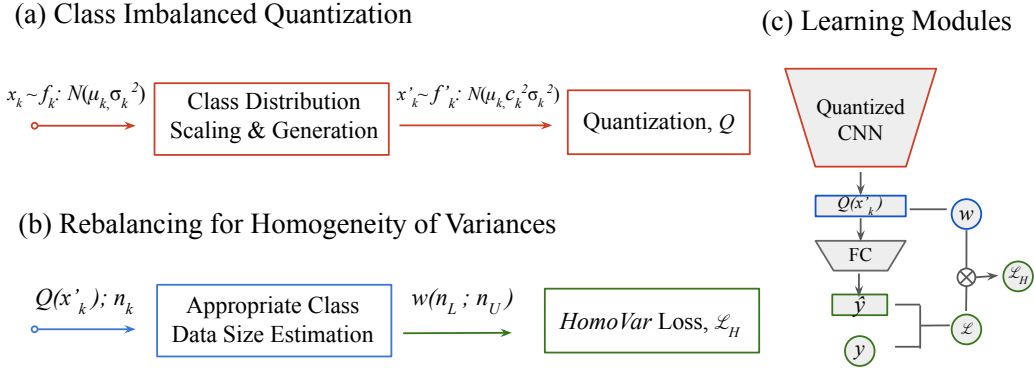 (a) Class Imbalanced Quantization
x_k ~ f_k: N(μ_k, σ_k^2)
Class Distribution
Scaling & Generation
x'_k ~ f'_k: N(μ_k, c_k^2 σ_k^2)
Quantization, Q
(b) Rebalancing for Homogeneity of Variances
Q(x'_k); n_k
Appropriate Class
Data Size Estimation
w(n_L; n_U)
HomoVar Loss, ℒ_H
(c) Learning Modules
Quantized
CNN
Q(x'_k)
w
FC
⊗
ℒ_H
ŷ
ℒ
y